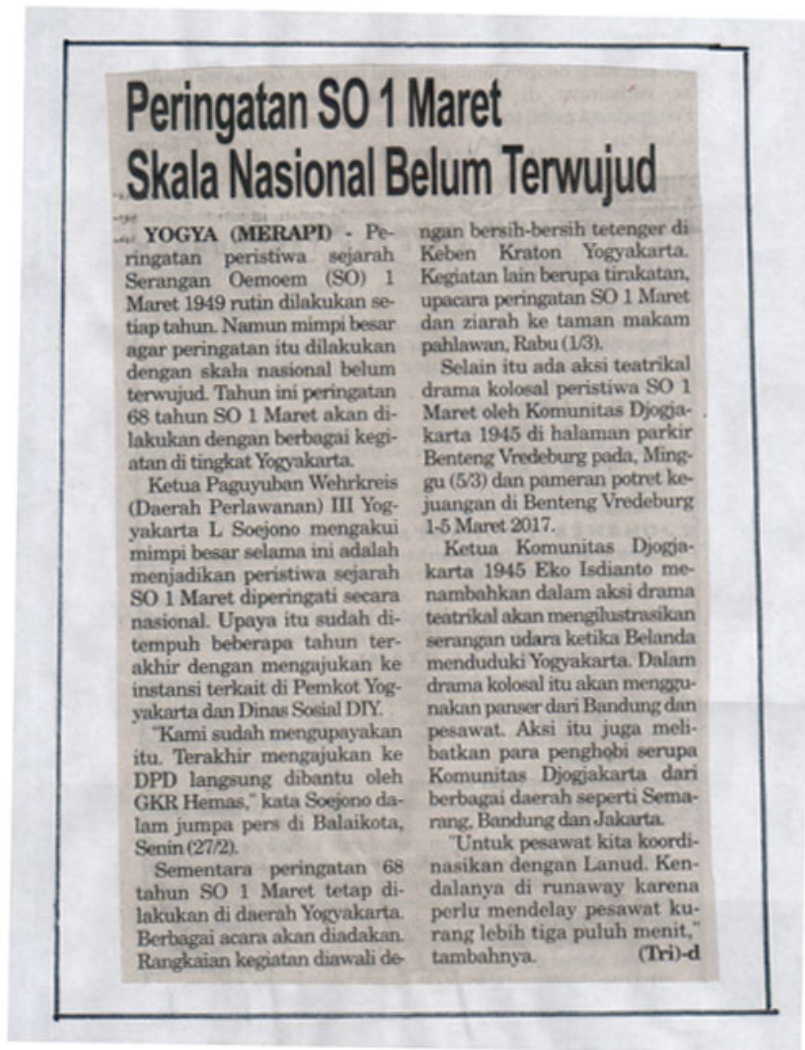 Peringatan SO 1 Maret
Skala Nasional Belum Terwujud
YOGYA (MERAPI) - Pe-
ringatan peristiwa sejarah
Serangan Oemoem (SO) 1
Maret 1949 rutin dilakukan se-
tiap tahun. Namun mimpi besar
agar peringatan itu dilakukan
dengan skala nasional belum
terwujud. Tahun ini peringatan
68 tahun SO 1 Maret akan di-
lakukan dengan berbagai kegi-
atan di tingkat Yogyakarta.
Ketua Paguyuban Wehrkreis
(Daerah Perlawanan) III Yog-
yakarta L Soejono mengakui
mimpi besar selama ini adalah
menjadikan peristiwa sejarah
SO 1 Maret diperingati secara
nasional. Upaya itu sudah di-
tempuh beberapa tahun ter-
akhir dengan mengajukan ke
instansi terkait di Pemkot Yog-
yakarta dan Dinas Sosial DIY.
"Kami sudah mengupayakan
itu. Terakhir mengajukan ke
DPD langsung dibantu oleh
GKR Hemas," kata Soejono da-
lam jumpa pers di Balaikota,
Senin (27/2).
Sementara peringatan 68
tahun SO 1 Maret tetap di-
lakukan di daerah Yogyakarta.
Berbagai acara akan diadakan.
Rangkaian kegiatan diawali de-
ngan bersih-bersih tetenger di
Keben Kraton Yogyakarta.
Kegiatan lain berupa tirakatan,
upacara peringatan SO 1 Maret
dan ziarah ke taman makam
pahlawan, Rabu (1/3).
Selain itu ada aksi teatrikal
drama kolosal peristiwa SO 1
Maret oleh Komunitas Djogja-
karta 1945 di halaman parkir
Benteng Vredeburg pada, Ming-
gu (5/3) dan pameran potret ke-
juangan di Benteng Vredeburg
1-5 Maret 2017.
Ketua Komunitas Djogja-
karta 1945 Eko Isdianto me-
nambahkan dalam aksi drama
teatrikal akan mengilustrasikan
serangan udara ketika Belanda
menduduki Yogyakarta. Dalam
drama kolosal itu akan menggu-
nakan panser dari Bandung dan
pesawat. Aksi itu juga meli-
batkan para penghobi serupa
Komunitas Djogjakarta dari
berbagai daerah seperti Sema-
rang, Bandung dan Jakarta.
"Untuk pesawat kita koordi-
nasikan dengan Lanud. Ken-
dalanya di runaway karena
perlu mendelay pesawat ku-
rang lebih tiga puluh menit,"
tambahnya. (Tri)-d